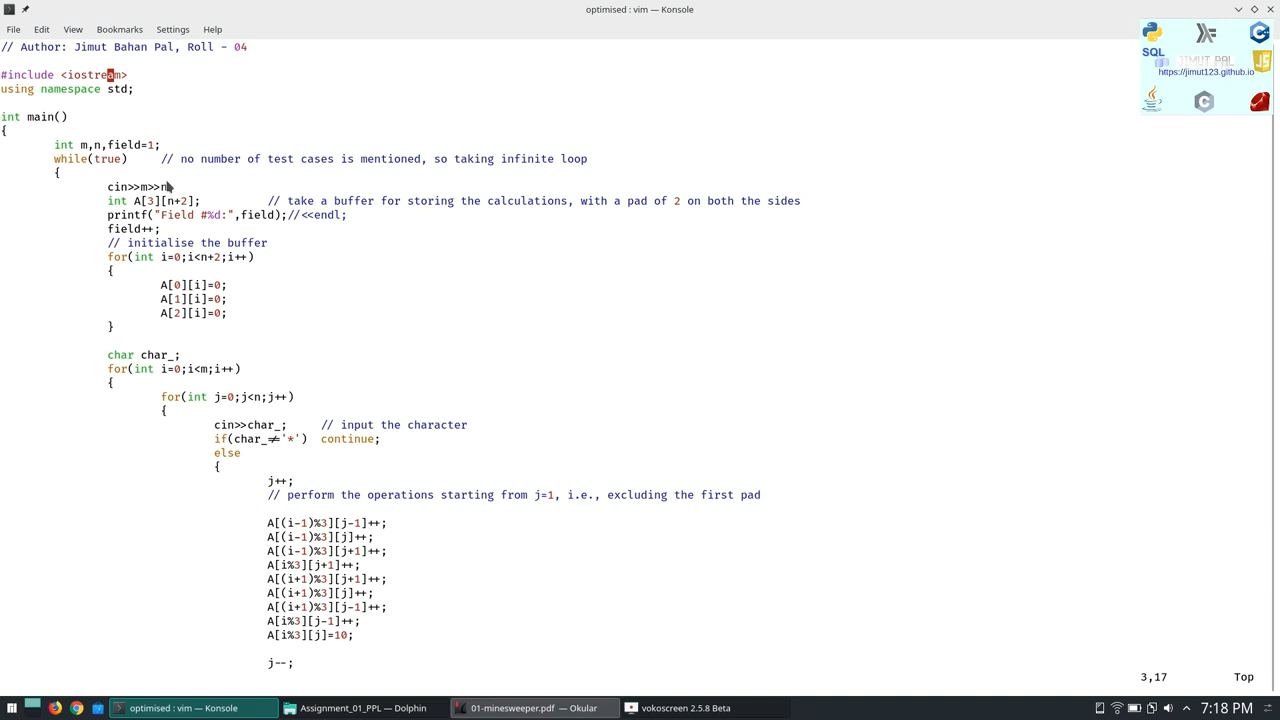 optimised : vim — Konsole
File Edit View Bookmarks Settings Help
// Author: Jimut Bahan Pal, Roll - 04
#include <iostream>
using namespace std;
int main()
{
int m,n,field=1;
while(true) // no number of test cases is mentioned, so taking infinite loop
{
cin>>m>>n
int A[3][n+2]; // take a buffer for storing the calculations, with a pad of 2 on both the sides
printf("Field #%d:",field);//<<endl;
field++;
// initialise the buffer
for(int i=0;i<n+2;i++)
{
A[0][i]=0;
A[1][i]=0;
A[2][i]=0;
}
char char_;
for(int i=0;i<m;i++)
{
for(int j=0;j<n;j++)
{
cin>>char_; // input the character
if(char_≠'*') continue;
else
{
j++;
// perform the operations starting from j=1, i.e., excluding the first pad
A[(i-1)%3][j-1]++;
A[(i-1)%3][j]++;
A[(i-1)%3][j+1]++;
A[i%3][j+1]++;
A[(i+1)%3][j+1]++;
A[(i+1)%3][j]++;
A[(i+1)%3][j-1]++;
A[i%3][j-1]++;
A[i%3][j]=10;
j--;
3,17 Top
SQL
JIMUT PAL
https://jimut123.github.io
JS
C
optimised : vim — Konsole
Assignment_01_PPL — Dolphin
01-minesweeper.pdf — Okular
vokoscreen 2.5.8 Beta
7:18 PM